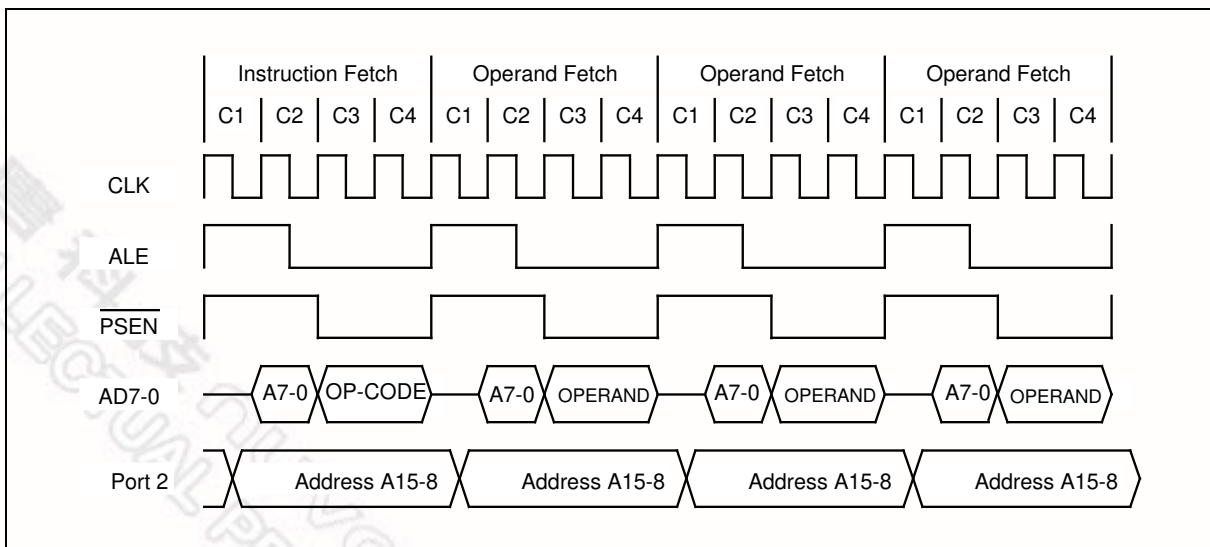 Instruction Fetch Operand Fetch Operand Fetch Operand Fetch
C1 C2 C3 C4 C1 C2 C3 C4 C1 C2 C3 C4 C1 C2 C3 C4
CLK
ALE
PSEN
AD7-0 A7-0 OP-CODE A7-0 OPERAND A7-0 OPERAND A7-0 OPERAND
Port 2 Address A15-8 Address A15-8 Address A15-8 Address A15-8